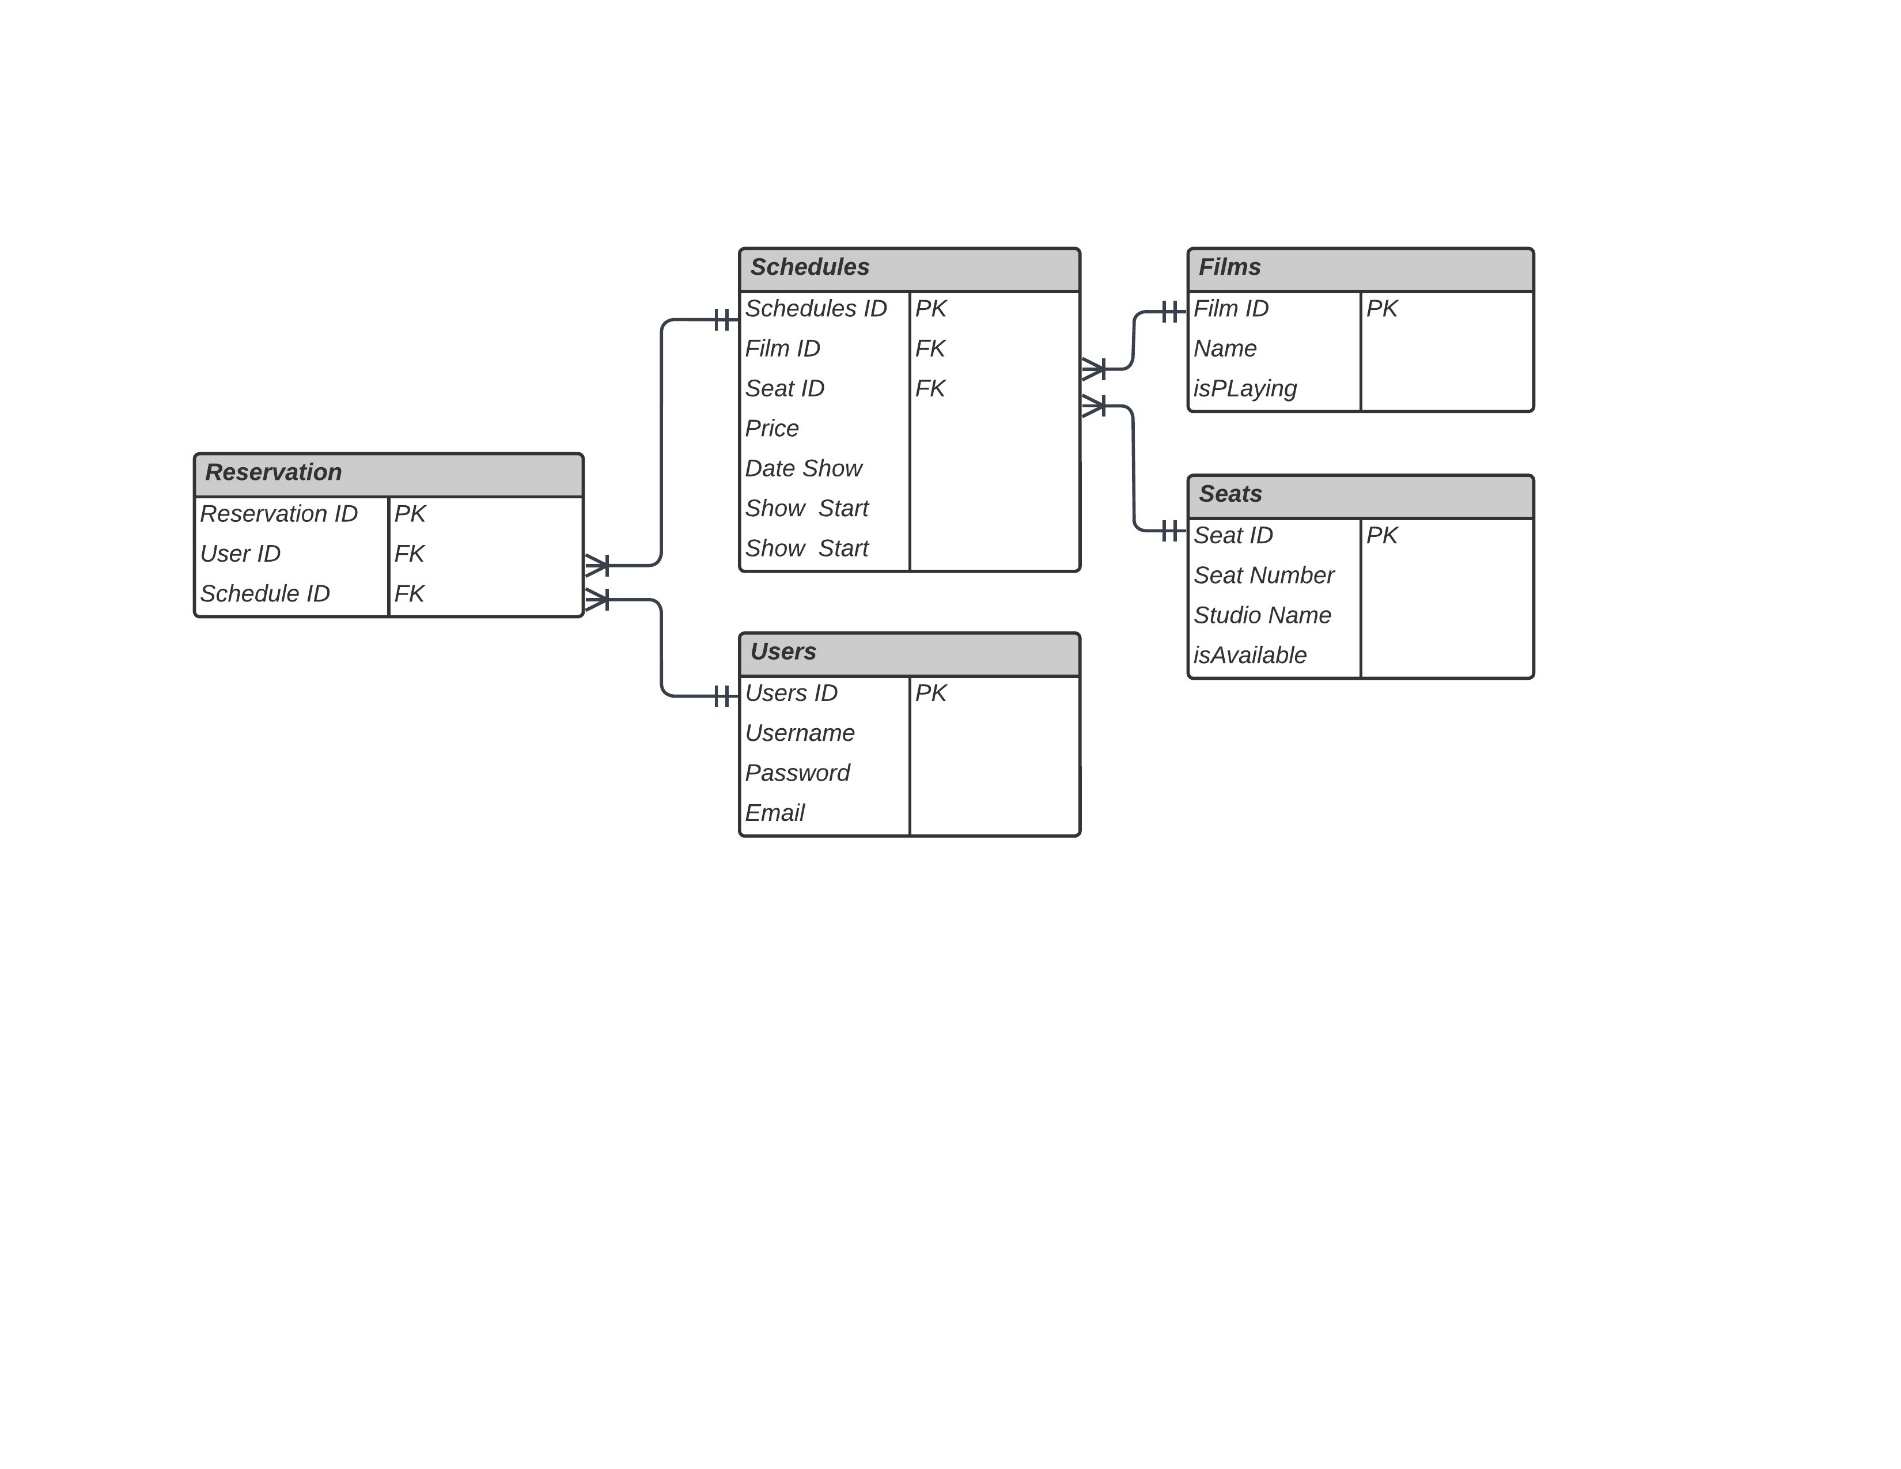 Schedules
Schedules ID PK
Film ID FK
Seat ID FK
Price
Date Show
Show  Start
Show  Start
Films
Film ID PK
Name
isPLaying
Reservation
Reservation ID PK
User ID FK
Schedule ID FK
Seats
Seat ID PK
Seat Number
Studio Name
isAvailable
Users
Users ID PK
Username
Password
Email